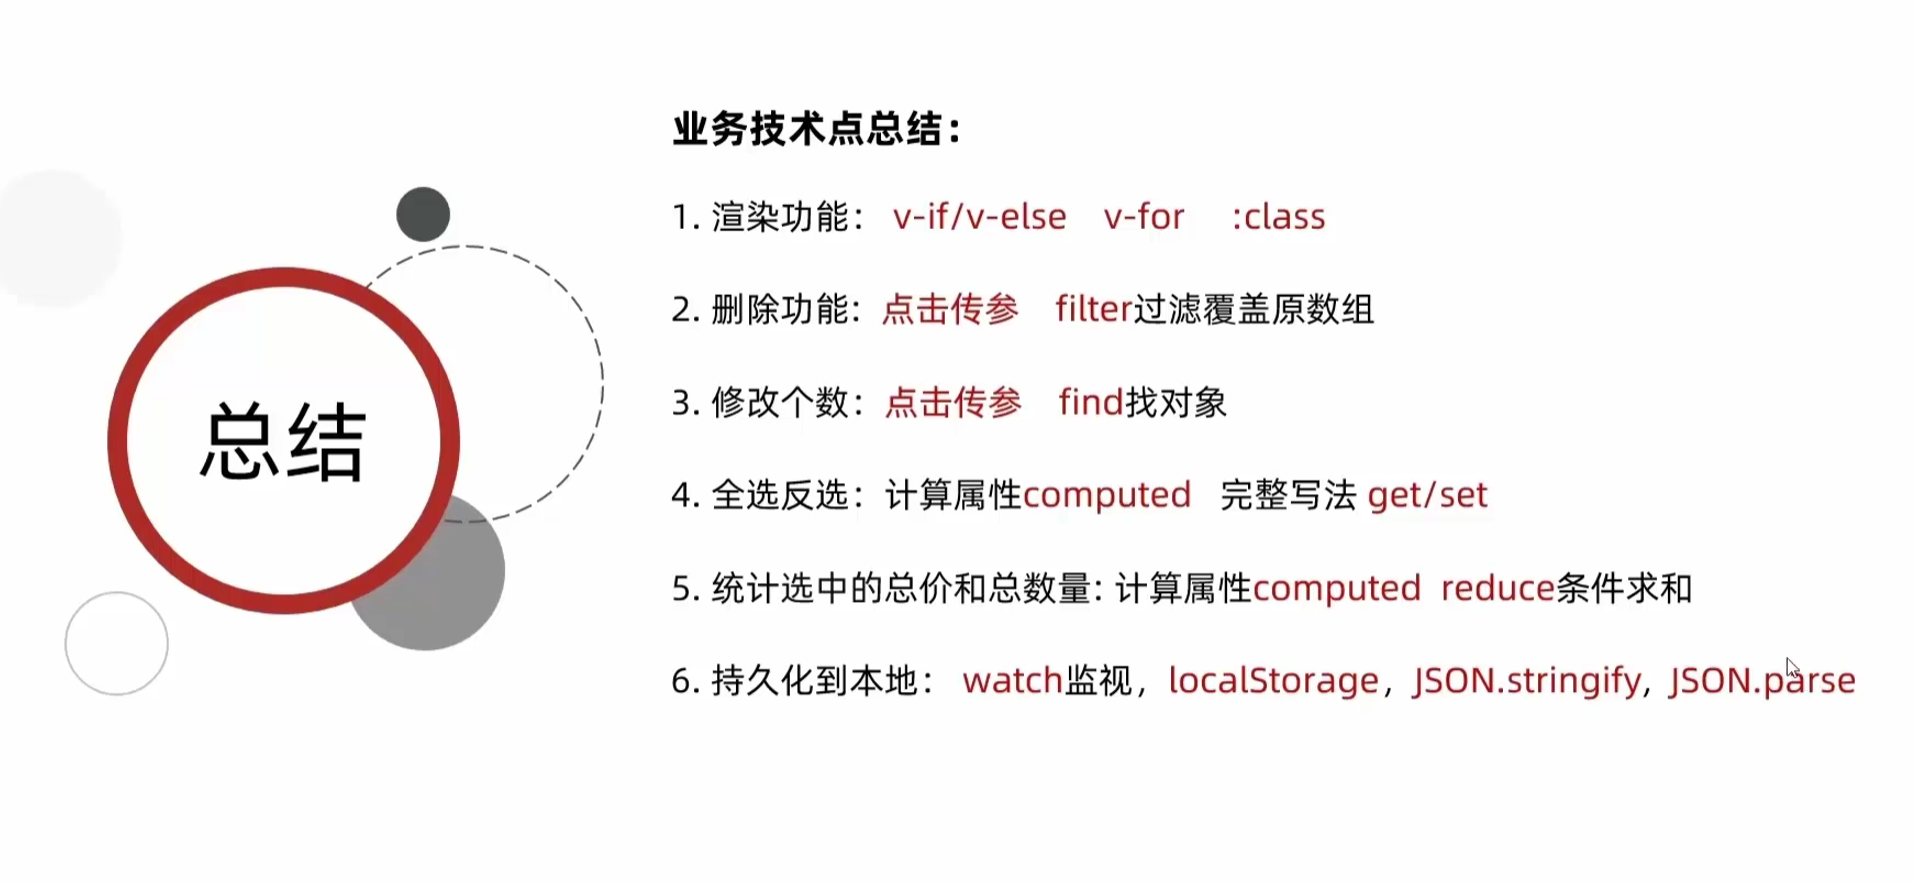 总结
业务技术点总结：
1. 渲染功能： v-if/v-else v-for :class
2. 删除功能: 点击传参 filter过滤覆盖原数组
3. 修改个数：点击传参 find找对象
4. 全选反选：计算属性computed 完整写法 get/set
5. 统计选中的总价和总数量: 计算属性computed reduce条件求和
6. 持久化到本地： watch监视，localStorage，JSON.stringify, JSON.parse